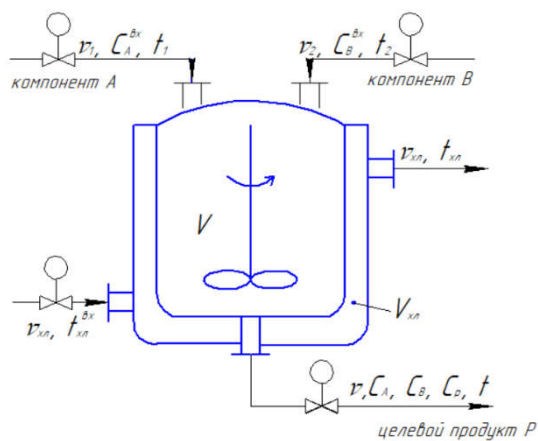 v₁, C_A^вх, t₁
v₂, C_B^вх, t₂
компонент А
компонент В
v_хл, t_хл
V
v_хл, t_хл^вх
V_хл
v, C_A, C_B, C_P, t
целевой продукт Р